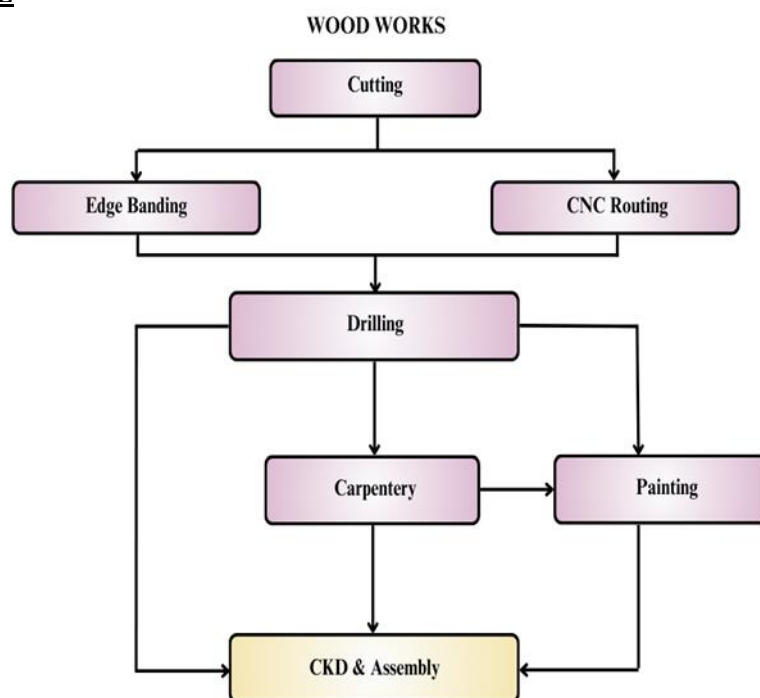 WOOD WORKS
Cutting
Edge Banding
CNC Routing
Drilling
Carpentery
Painting
CKD & Assembly